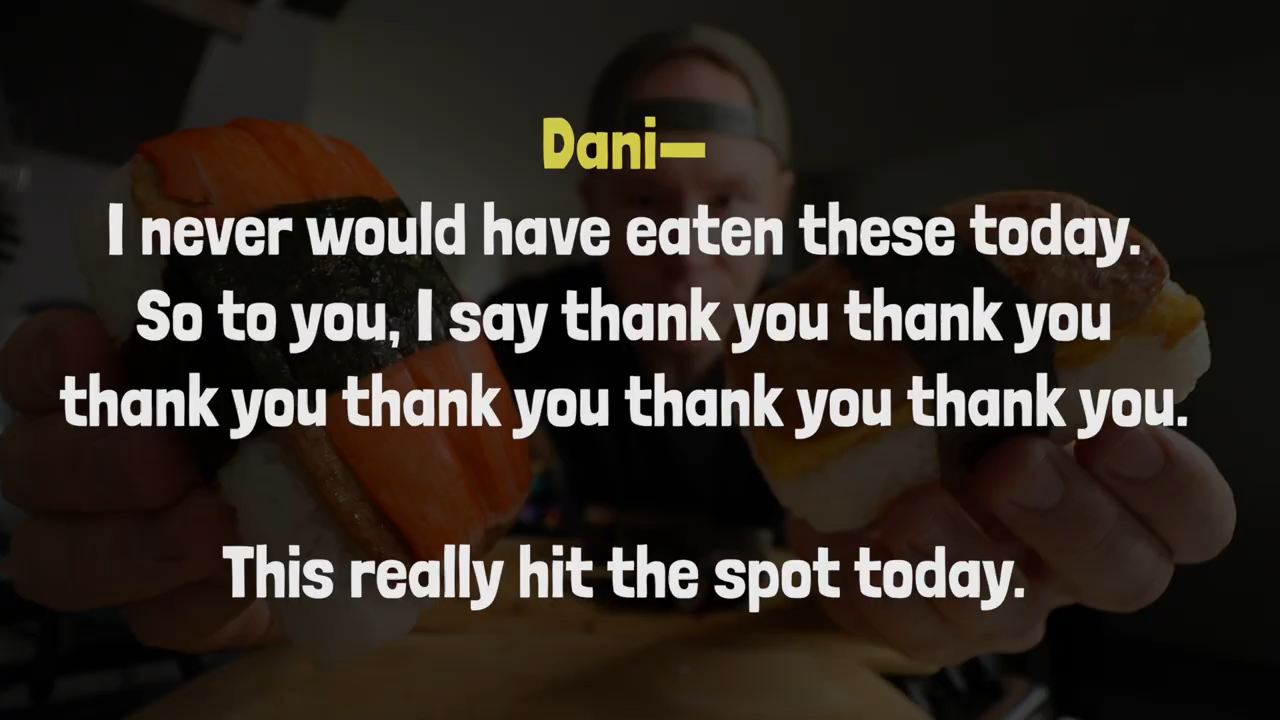 Dani—
I never would have eaten these today.
So to you, I say thank you thank you
thank you thank you thank you thank you.
This really hit the spot today.